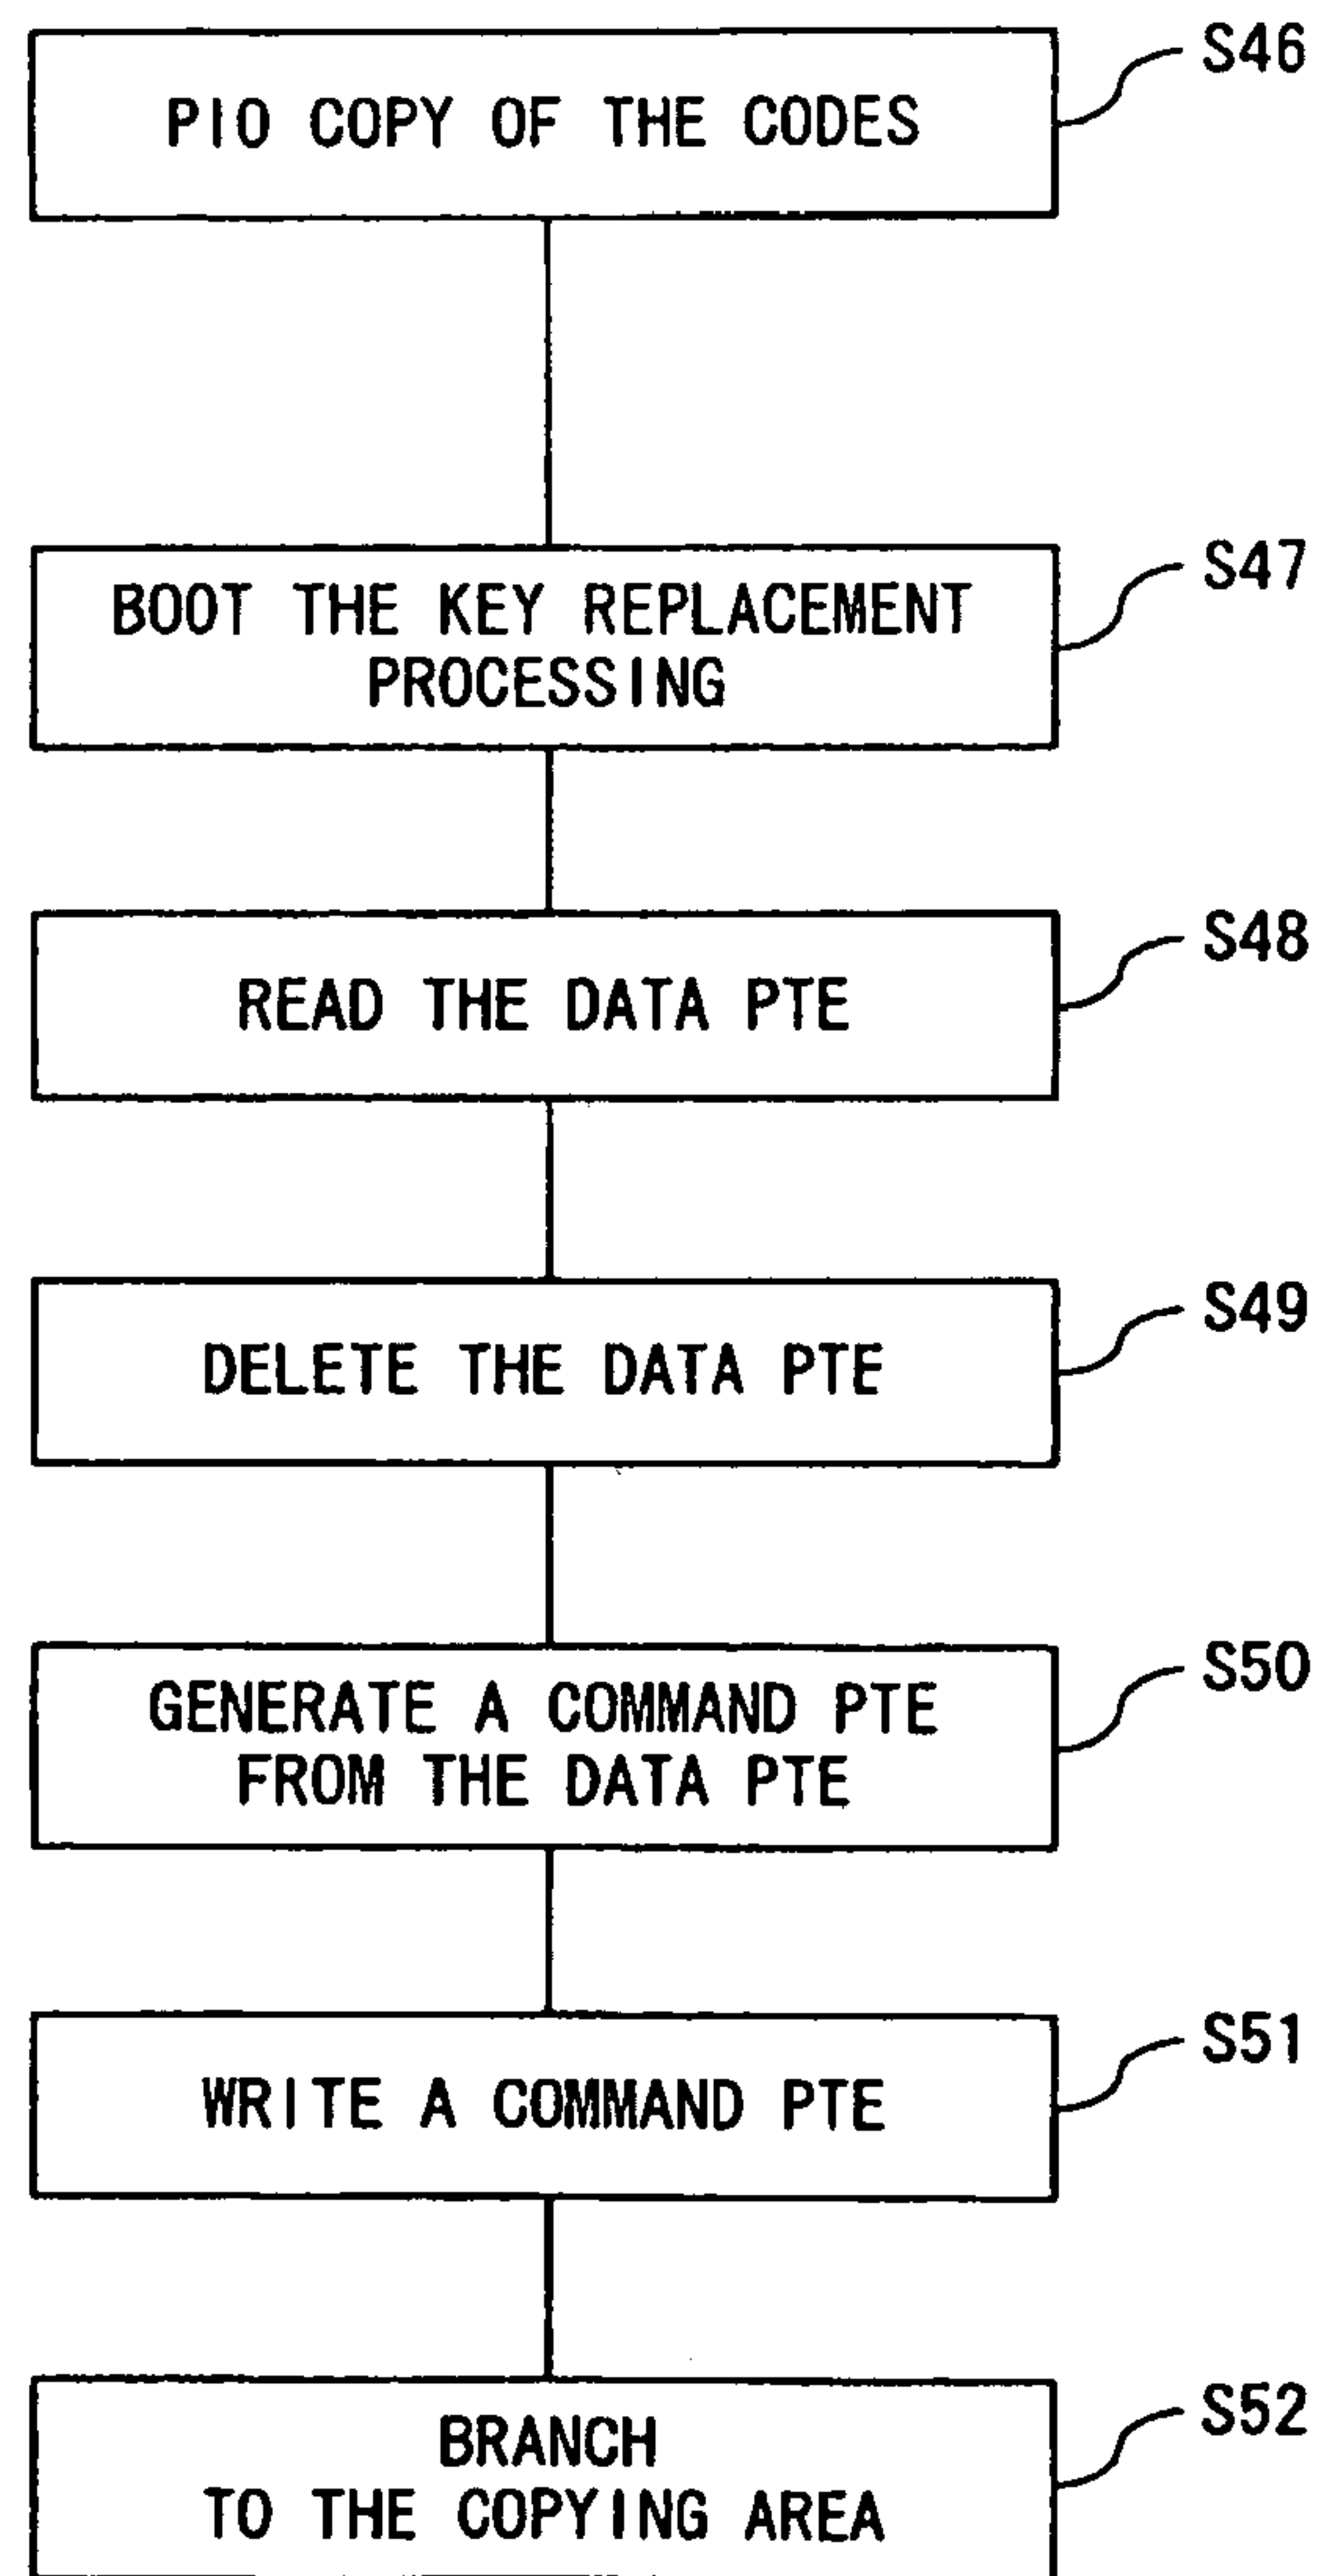 S46
PIO COPY OF THE CODES
S47
BOOT THE KEY REPLACEMENT
PROCESSING
S48
READ THE DATA PTE
S49
DELETE THE DATA PTE
S50
GENERATE A COMMAND PTE
FROM THE DATA PTE
S51
WRITE A COMMAND PTE
S52
BRANCH
TO THE COPYING AREA